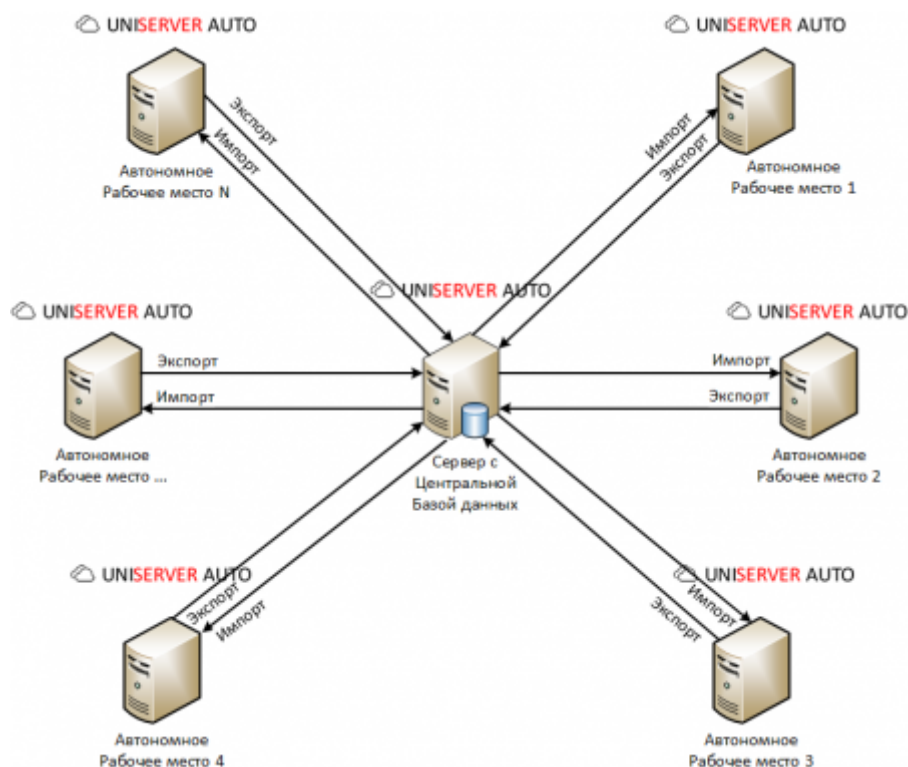 UNISERVER AUTO
UNISERVER AUTO
Экспорт
Импорт
Импорт
Экспорт
Автономное
Рабочее место N
Автономное
Рабочее место 1
UNISERVER AUTO
UNISERVER AUTO
UNISERVER AUTO
Экспорт
Импорт
Импорт
Экспорт
Автономное
Рабочее место ...
Сервер с
Центральной
Базой данных
Автономное
Рабочее место 2
UNISERVER AUTO
UNISERVER AUTO
Экспорт
Импорт
Импорт
Экспорт
Автономное
Рабочее место 4
Автономное
Рабочее место 3